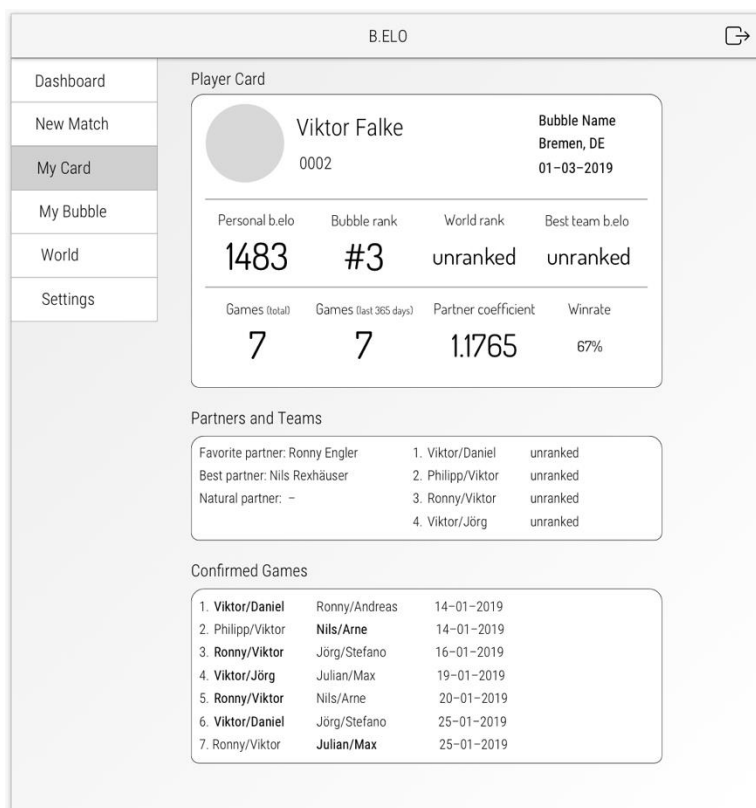 B.ELO
Dashboard
New Match
My Card
My Bubble
World
Settings
Player Card
Viktor Falke
0002
Bubble Name
Bremen, DE
01-03-2019
Personal b.elo Bubble rank World rank Best team b.elo
1483 #3 unranked unranked
Games (total) Games (last 365 days) Partner coefficient Winrate
7 7 1.1765 67%
Partners and Teams
Favorite partner: Ronny Engler
Best partner: Nils Rexhäuser
Natural partner: –
1. Viktor/Daniel unranked
2. Philipp/Viktor unranked
3. Ronny/Viktor unranked
4. Viktor/Jörg unranked
Confirmed Games
1. Viktor/Daniel Ronny/Andreas 14-01-2019
2. Philipp/Viktor Nils/Arne 14-01-2019
3. Ronny/Viktor Jörg/Stefano 16-01-2019
4. Viktor/Jörg Julian/Max 19-01-2019
5. Ronny/Viktor Nils/Arne 20-01-2019
6. Viktor/Daniel Jörg/Stefano 25-01-2019
7. Ronny/Viktor Julian/Max 25-01-2019